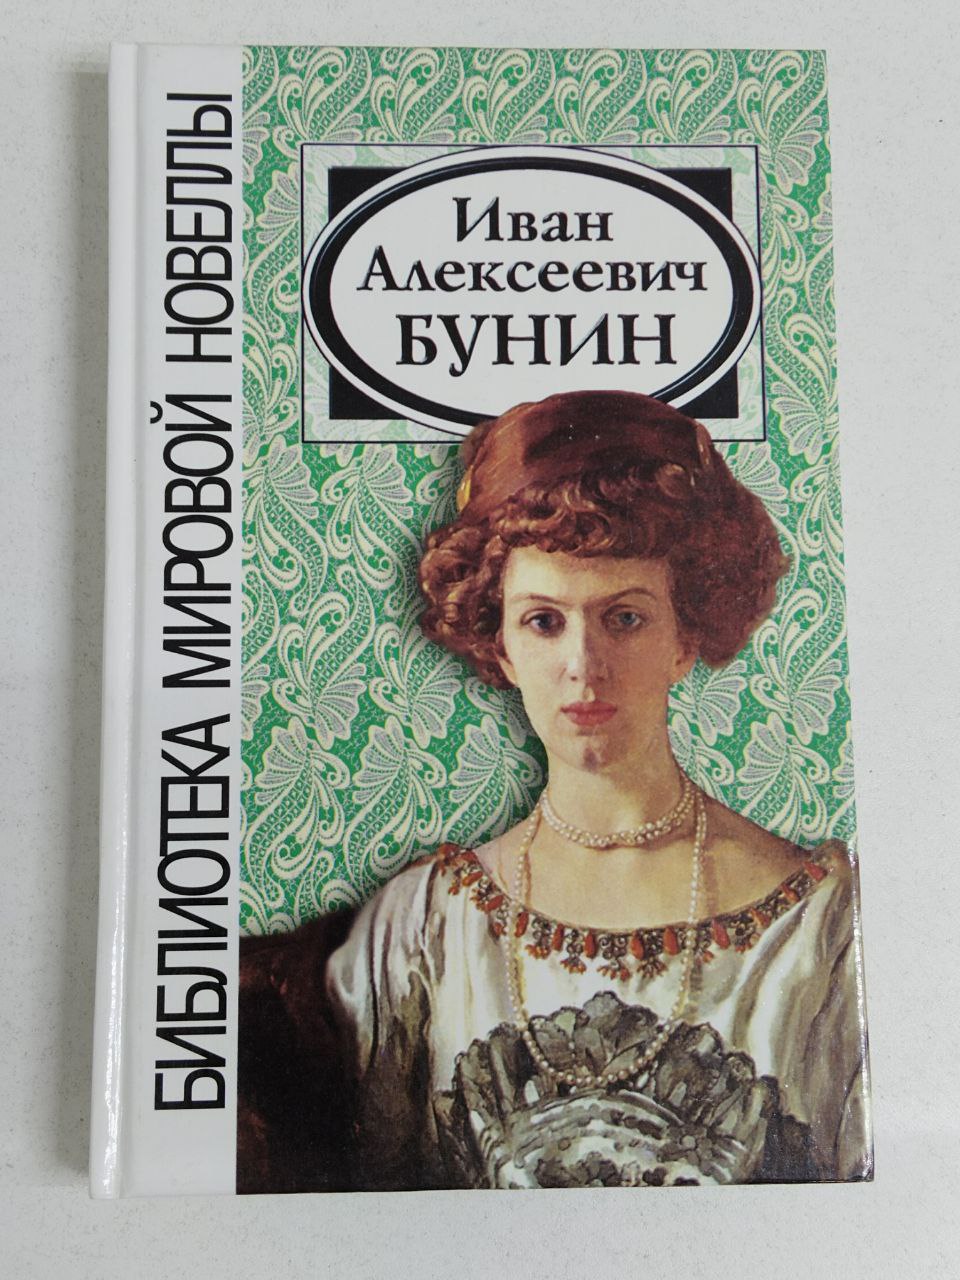 БИБЛИОТЕКА МИРОВОЙ НОВЕЛЛЫ
Иван
Алексеевич
БУНИН